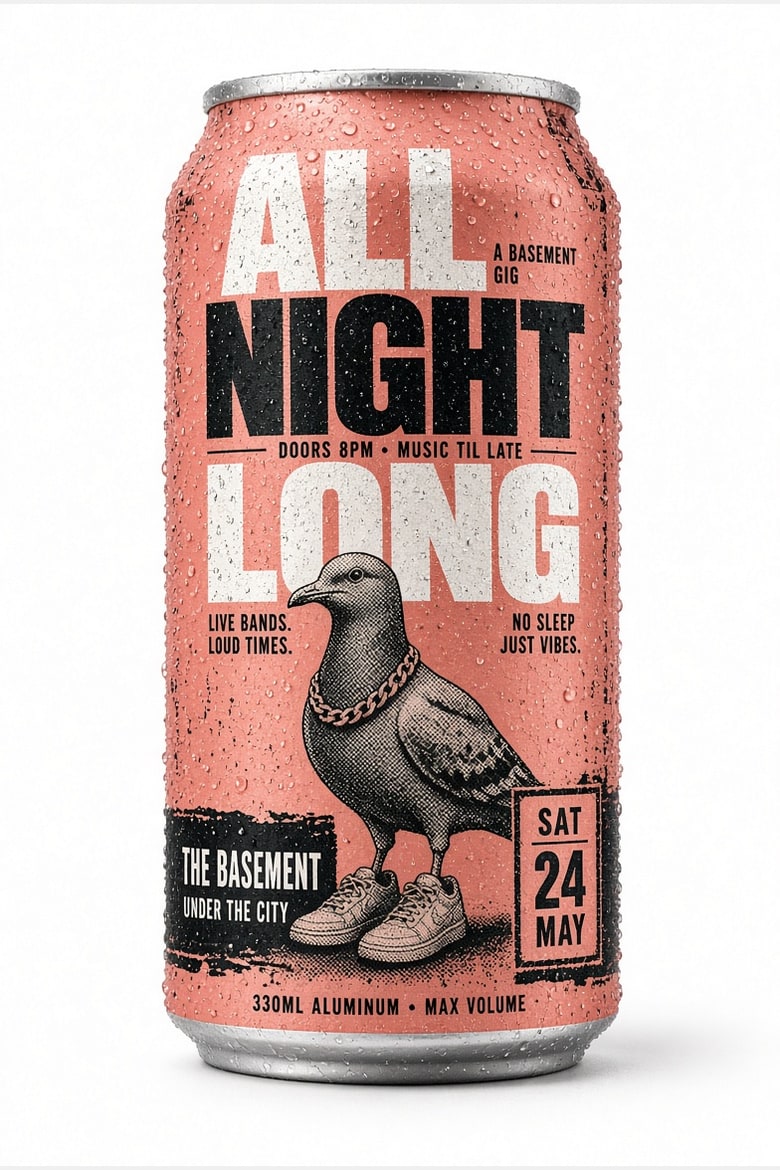 ALL
A BASEMENT
GIG
NIGHT
DOORS 8PM • MUSIC TIL LATE
LONG
LIVE BANDS.
LOUD TIMES.
NO SLEEP
JUST VIBES.
THE BASEMENT
UNDER THE CITY
SAT
24
MAY
330ML ALUMINUM • MAX VOLUME